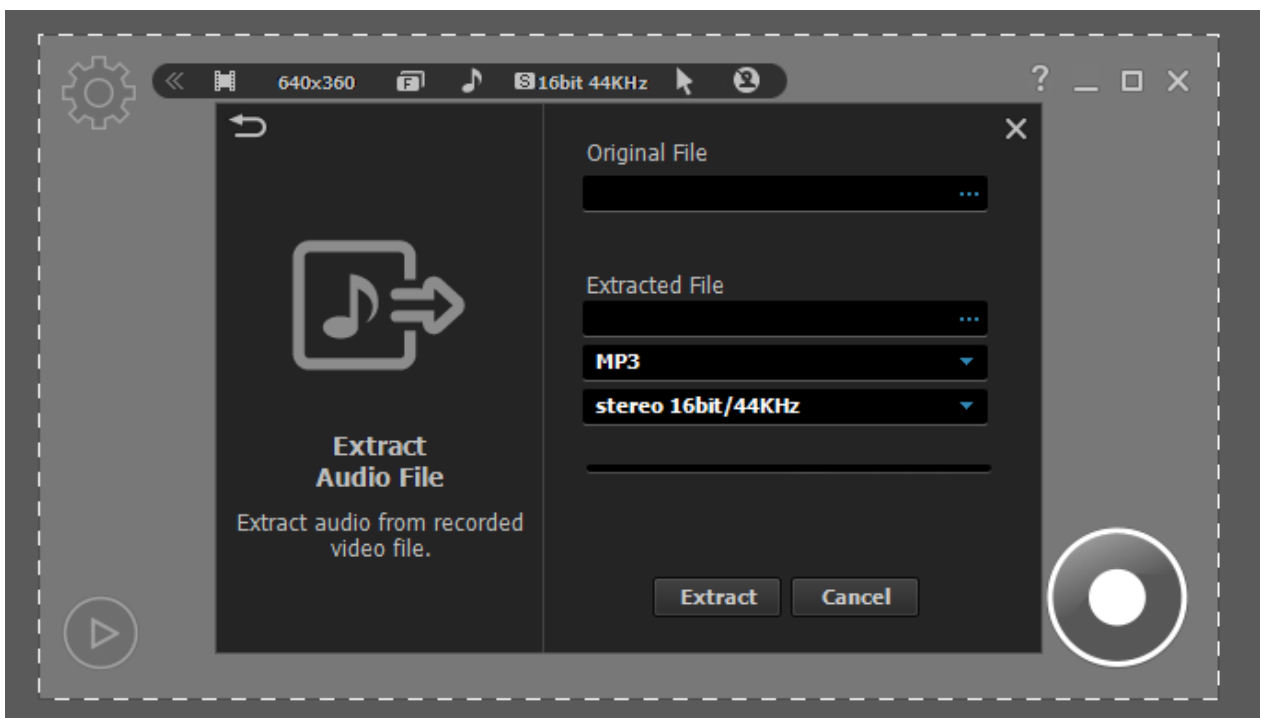 640x360 F S 16bit 44KHz ?
Original File
...
Extracted File
...
MP3
stereo 16bit/44KHz
Extract
Audio File
Extract audio from recorded
video file.
Extract Cancel